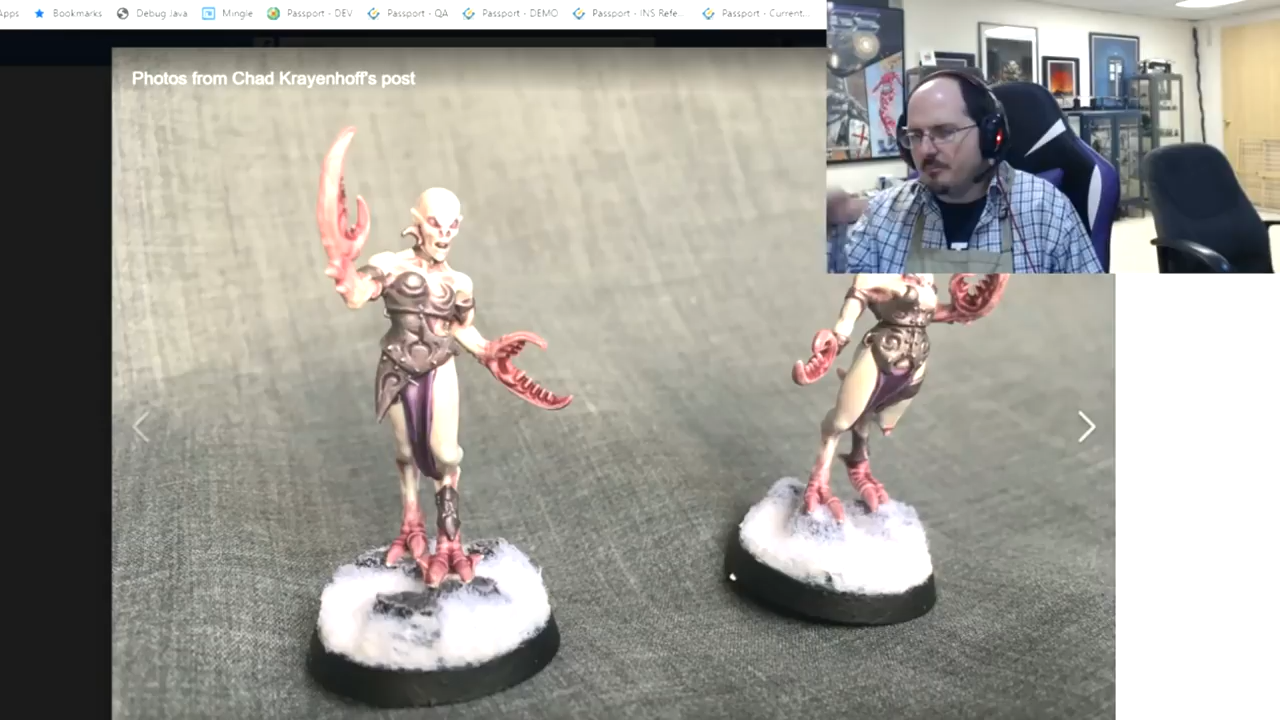 Apps Bookmarks Debug Java Mingle Passport - DEV Passport - QA Passport - DEMO Passport - INS Refe... Passport - Current...
Photos from Chad Krayenhoff's post